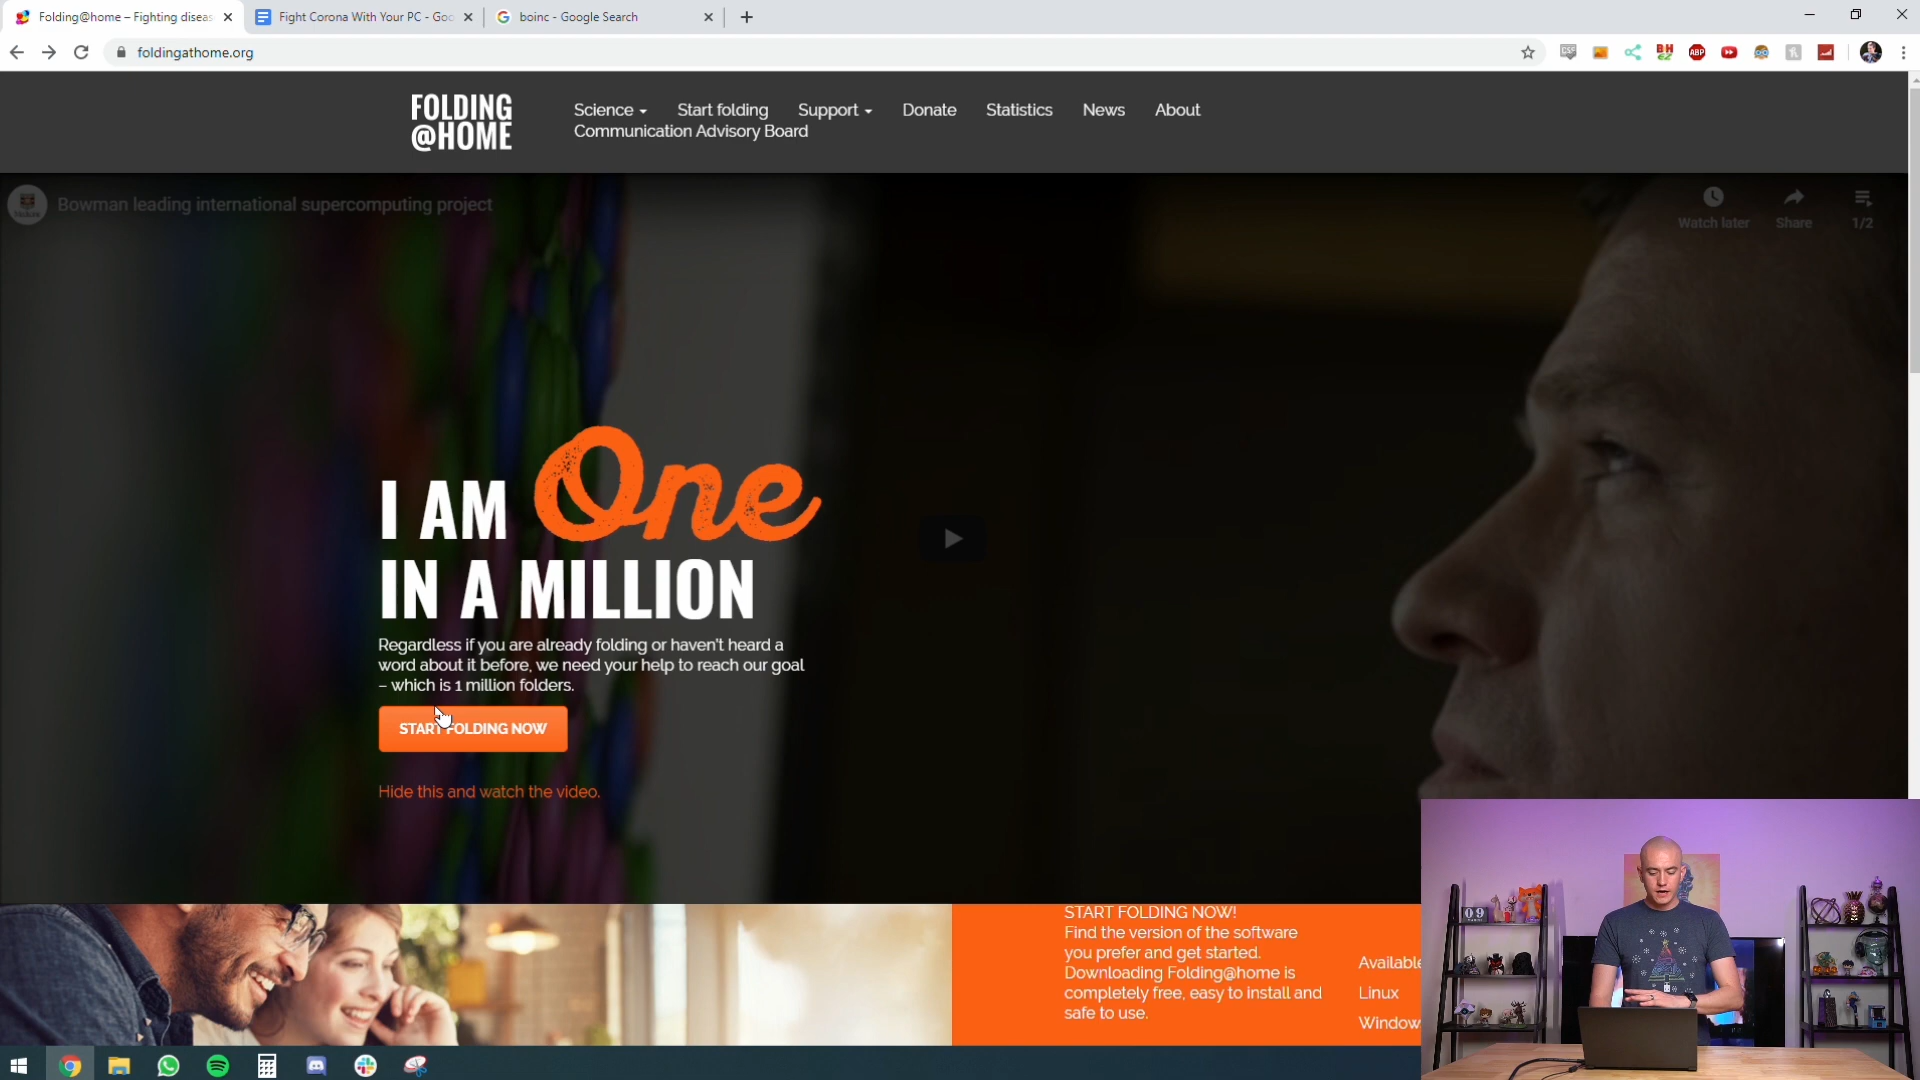 Folding@home – Fighting diseas
Fight Corona With Your PC - Goo
boinc - Google Search
foldingathome.org
CSS
BH
EZ
ABP
FOLDING
@HOME
Science
Start folding
Support
Donate
Statistics
News
About
Communication Advisory Board
Bowman leading international supercomputing project
Watch later
Share
1/2
I AM One
IN A MILLION
Regardless if you are already folding or haven't heard a
word about it before, we need your help to reach our goal
– which is 1 million folders.
START FOLDING NOW
Hide this and watch the video.
START FOLDING NOW!
Find the version of the software
you prefer and get started.
Downloading Folding@home is
completely free, easy to install and
safe to use.
Available
Linux
Window
09